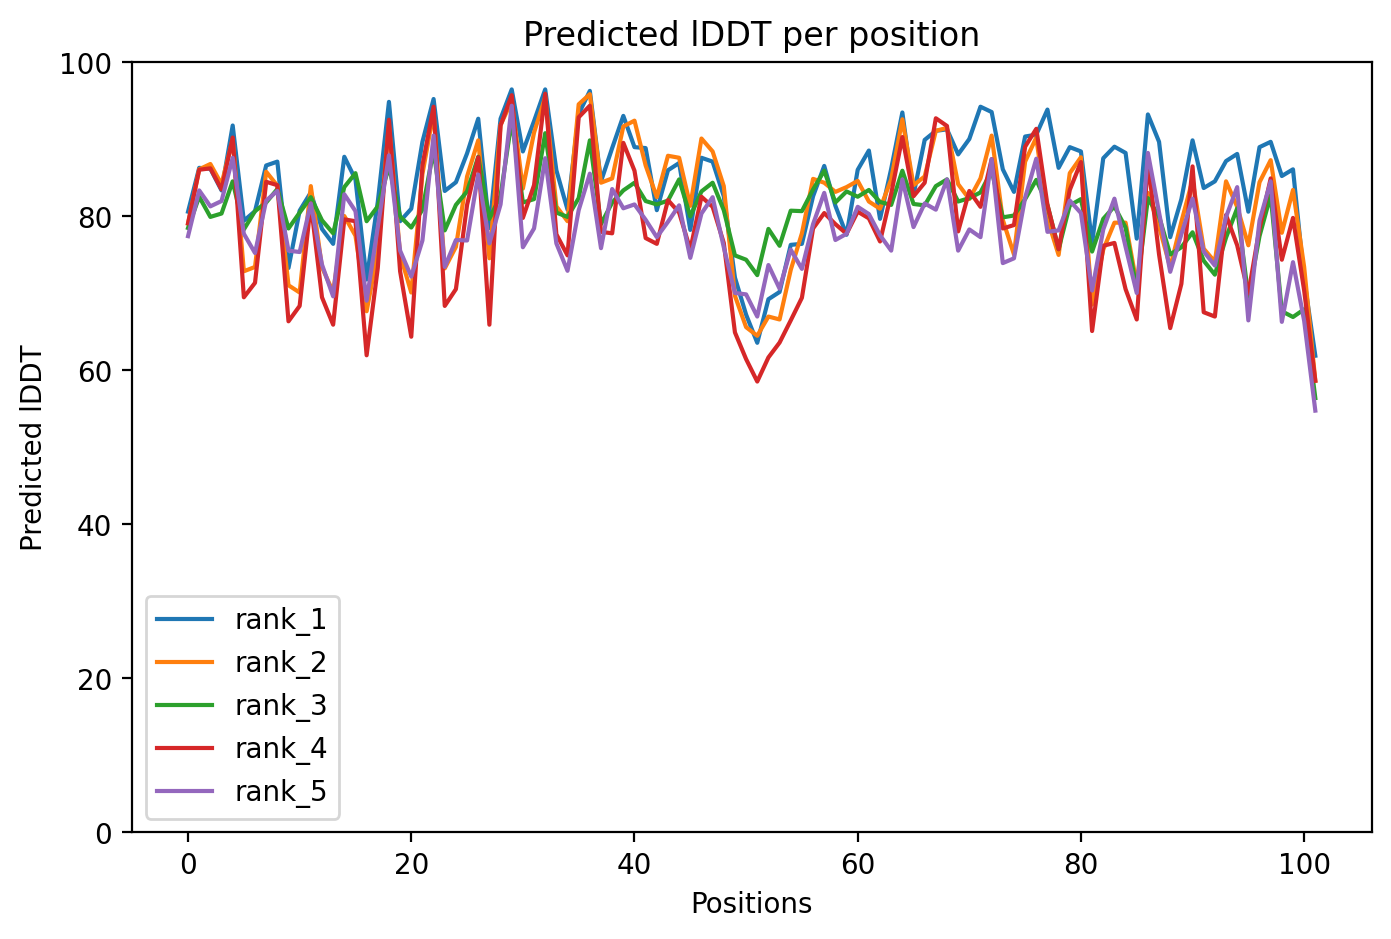 Predicted lDDT per position
100
80
60
40
20
0
Predicted lDDT
rank_1
rank_2
rank_3
rank_4
rank_5
0 20 40 60 80 100
Positions